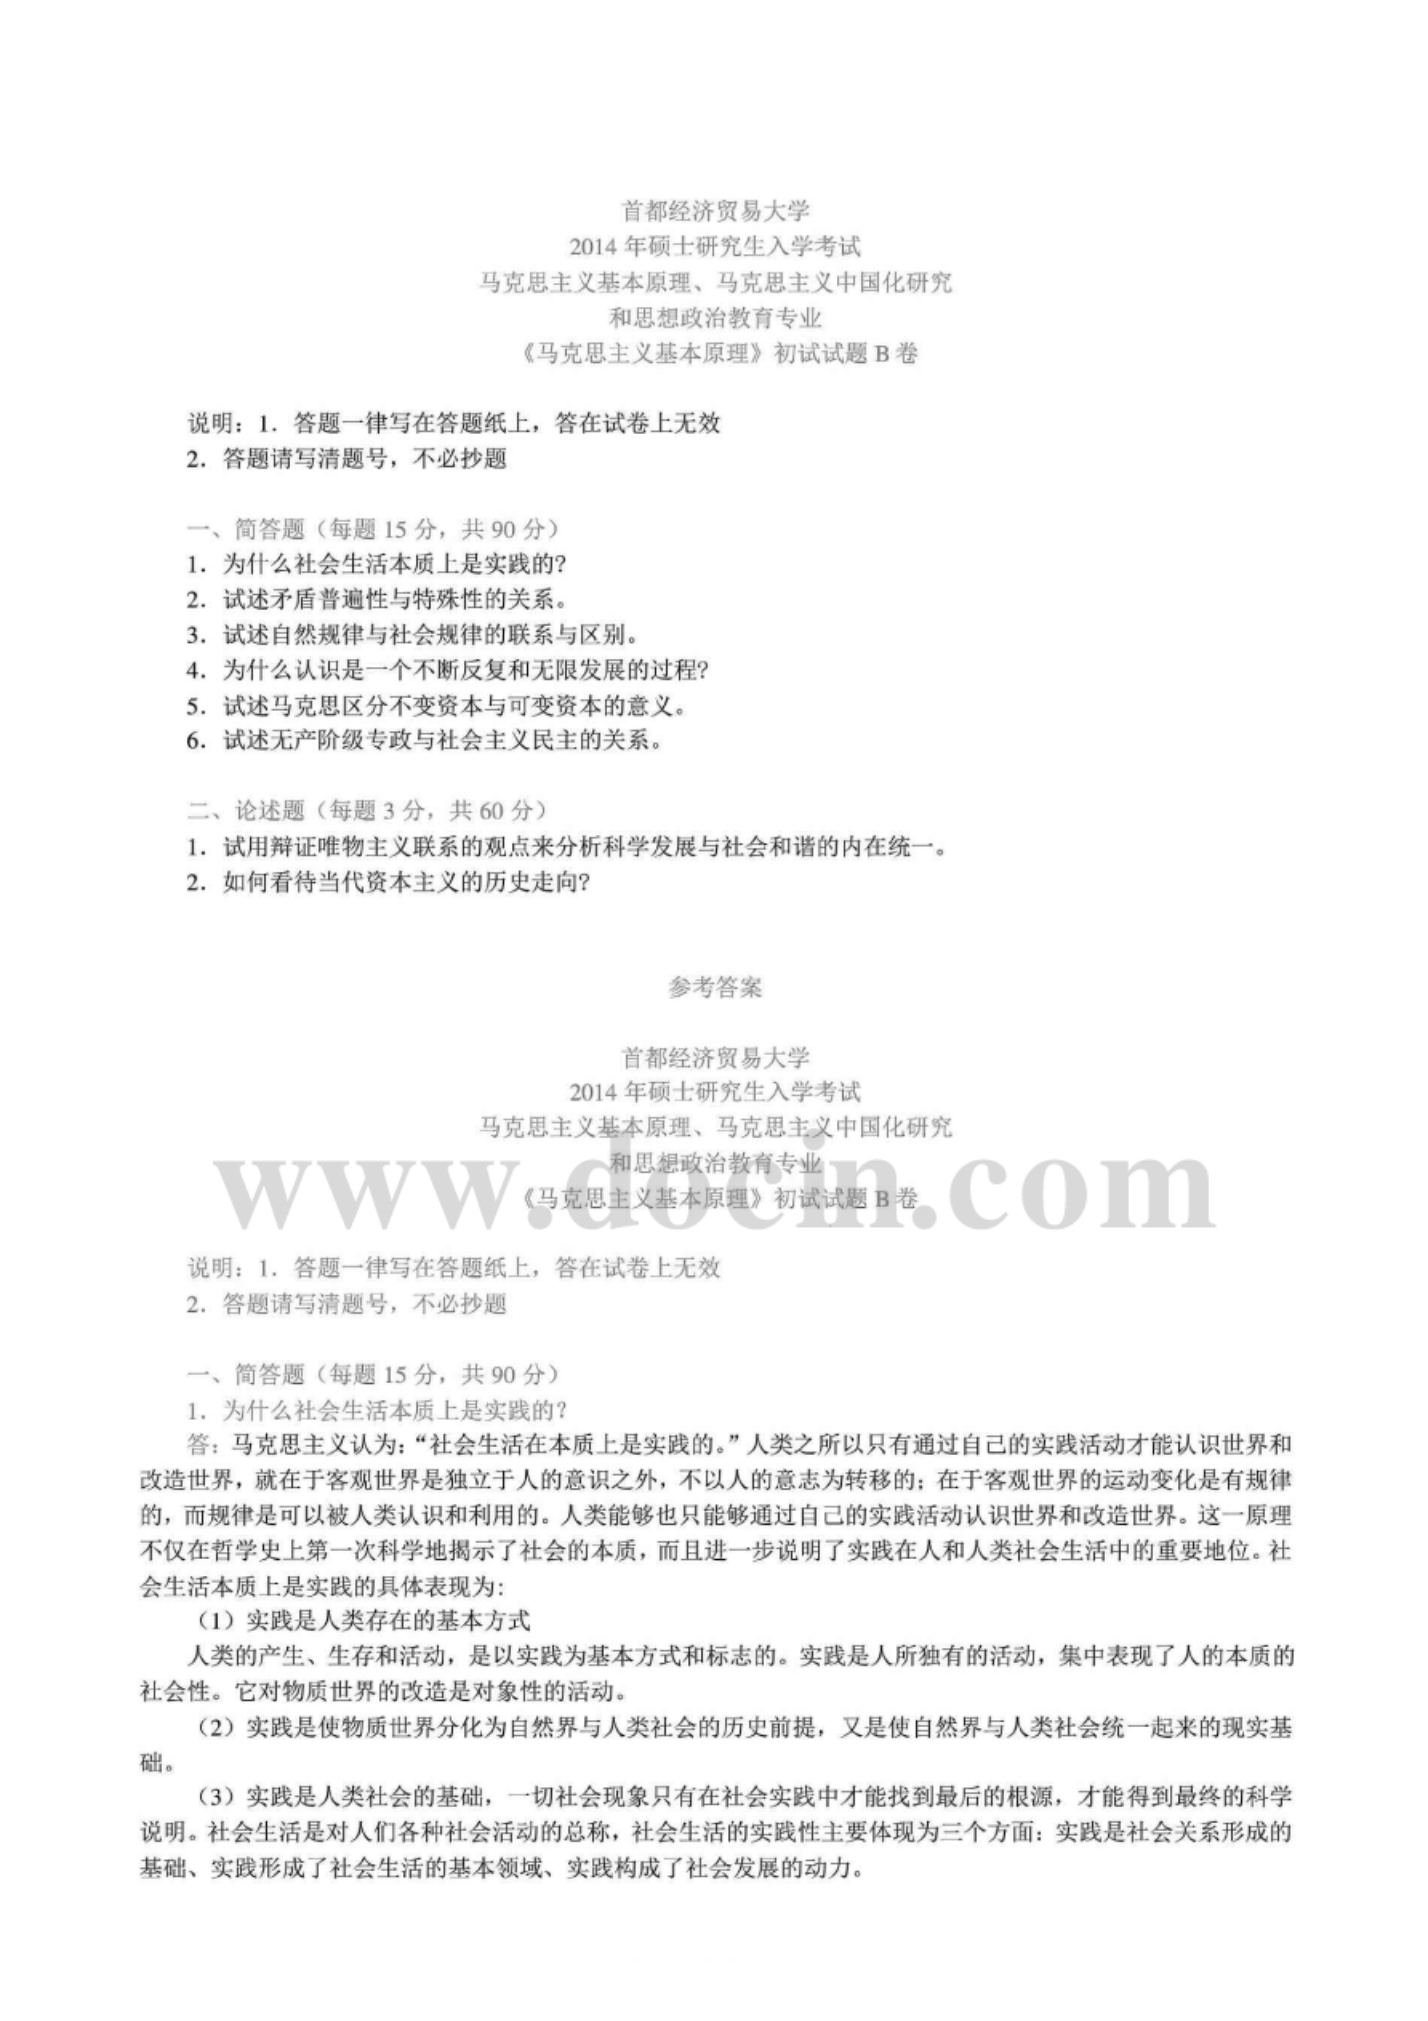 首都经济贸易大学
2014 年硕士研究生入学考试
马克思主义基本原理、马克思主义中国化研究
和思想政治教育专业
《马克思主义基本原理》初试试题 B 卷
说明：1．答题一律写在答题纸上，答在试卷上无效
2．答题请写清题号，不必抄题
一、简答题（每题 15 分，共 90 分）
1．为什么社会生活本质上是实践的?
2．试述矛盾普遍性与特殊性的关系。
3．试述自然规律与社会规律的联系与区别。
4．为什么认识是一个不断反复和无限发展的过程?
5．试述马克思区分不变资本与可变资本的意义。
6．试述无产阶级专政与社会主义民主的关系。
二、论述题（每题 3 分，共 60 分）
1．试用辩证唯物主义联系的观点来分析科学发展与社会和谐的内在统一。
2．如何看待当代资本主义的历史走向?
参考答案
首都经济贸易大学
2014 年硕士研究生入学考试
马克思主义基本原理、马克思主义中国化研究
和思想政治教育专业
www.docin.com
《马克思主义基本原理》初试试题 B 卷
说明：1．答题一律写在答题纸上，答在试卷上无效
2．答题请写清题号，不必抄题
一、简答题（每题 15 分，共 90 分）
1．为什么社会生活本质上是实践的?
答：马克思主义认为：“社会生活在本质上是实践的。”人类之所以只有通过自己的实践活动才能认识世界和
改造世界，就在于客观世界是独立于人的意识之外，不以人的意志为转移的；在于客观世界的运动变化是有规律
的，而规律是可以被人类认识和利用的。人类能够也只能够通过自己的实践活动认识世界和改造世界。这一原理
不仅在哲学史上第一次科学地揭示了社会的本质，而且进一步说明了实践在人和人类社会生活中的重要地位。社
会生活本质上是实践的具体表现为:
（1）实践是人类存在的基本方式
人类的产生、生存和活动，是以实践为基本方式和标志的。实践是人所独有的活动，集中表现了人的本质的
社会性。它对物质世界的改造是对象性的活动。
（2）实践是使物质世界分化为自然界与人类社会的历史前提，又是使自然界与人类社会统一起来的现实基
础。
（3）实践是人类社会的基础，一切社会现象只有在社会实践中才能找到最后的根源，才能得到最终的科学
说明。社会生活是对人们各种社会活动的总称，社会生活的实践性主要体现为三个方面：实践是社会关系形成的
基础、实践形成了社会生活的基本领域、实践构成了社会发展的动力。